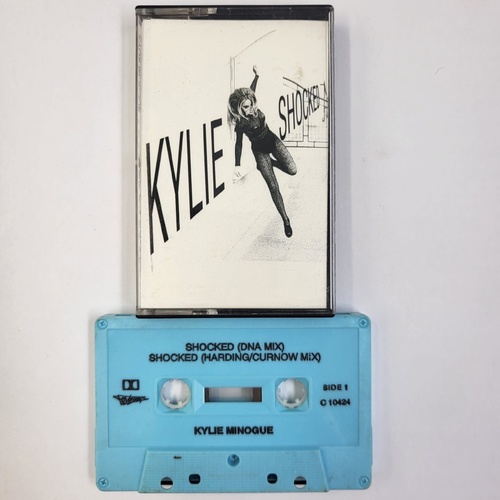 KYLIE
SHOCKED
SHOCKED (DNA MIX)
SHOCKED (HARDING/CURNOW MIX)
SIDE 1
C 10424
KYLIE MINOGUE